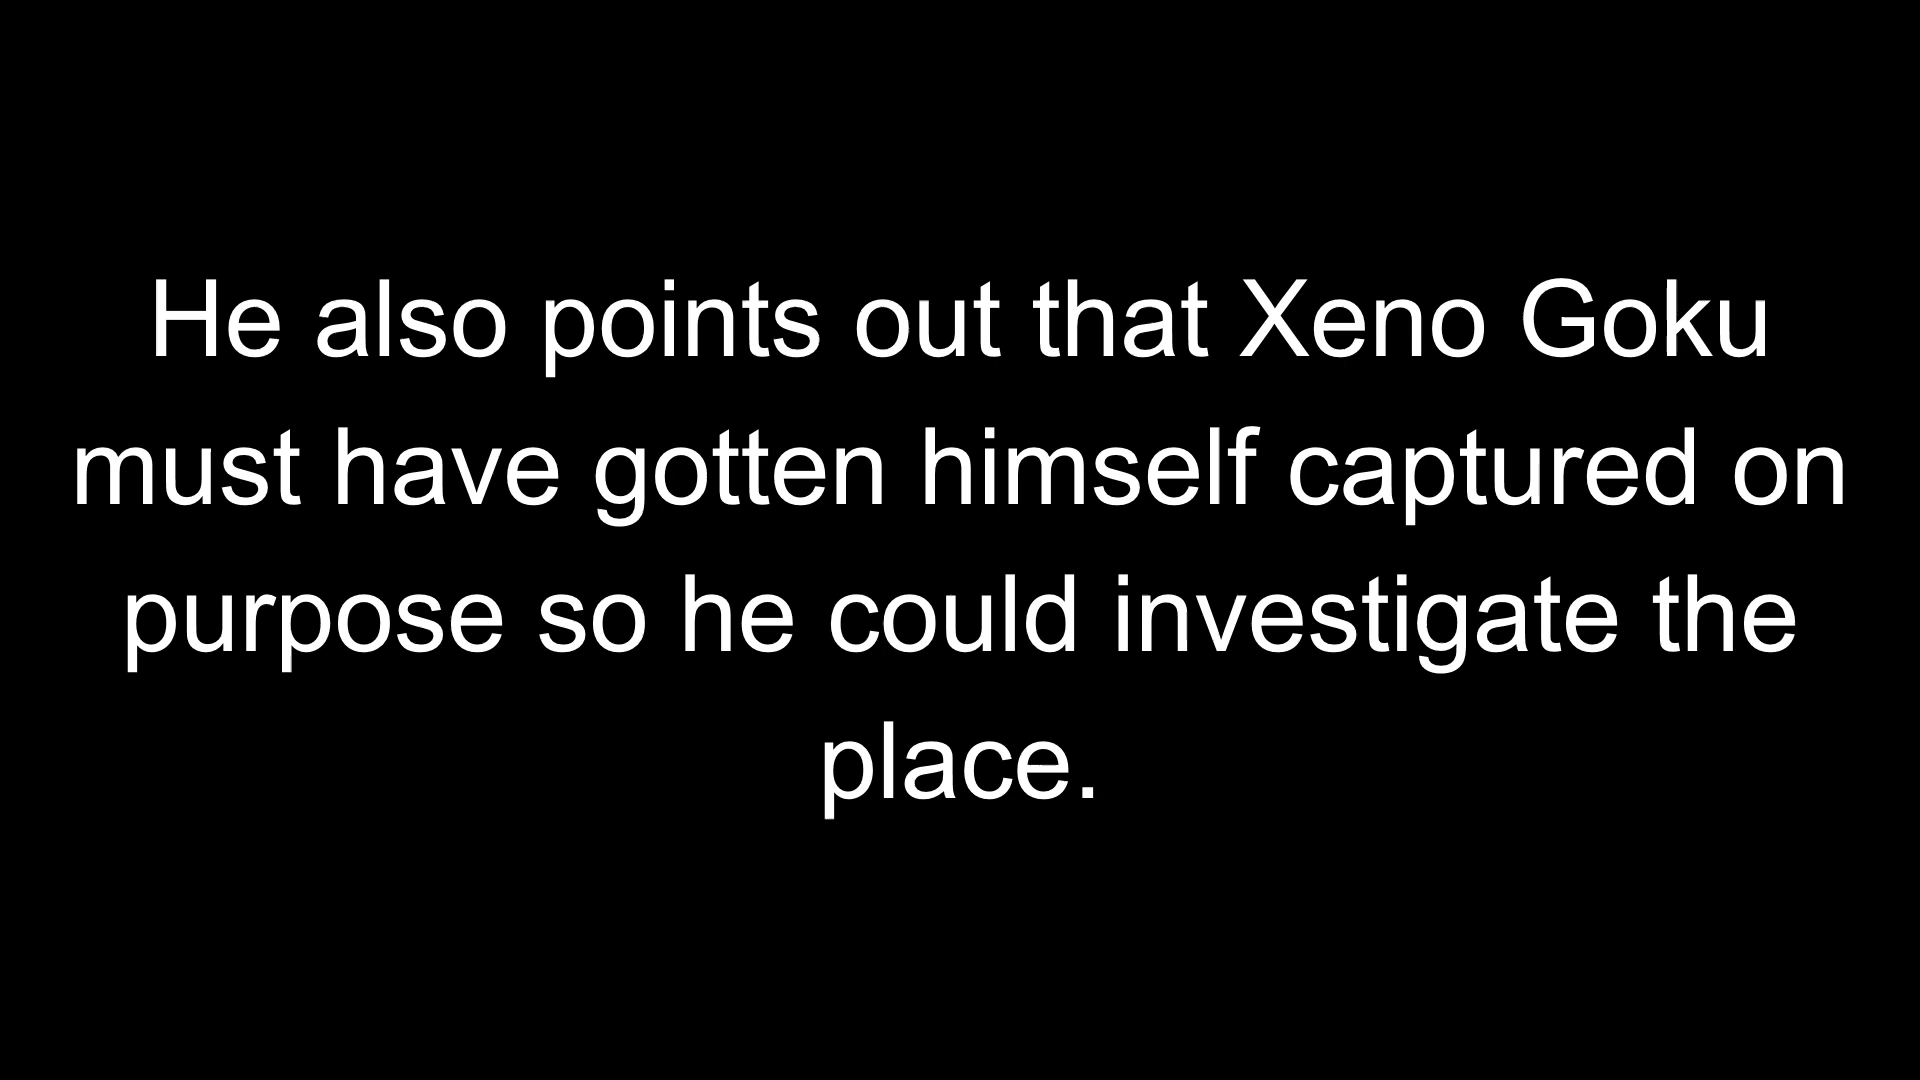 He also points out that Xeno Goku
must have gotten himself captured on
purpose so he could investigate the
place.